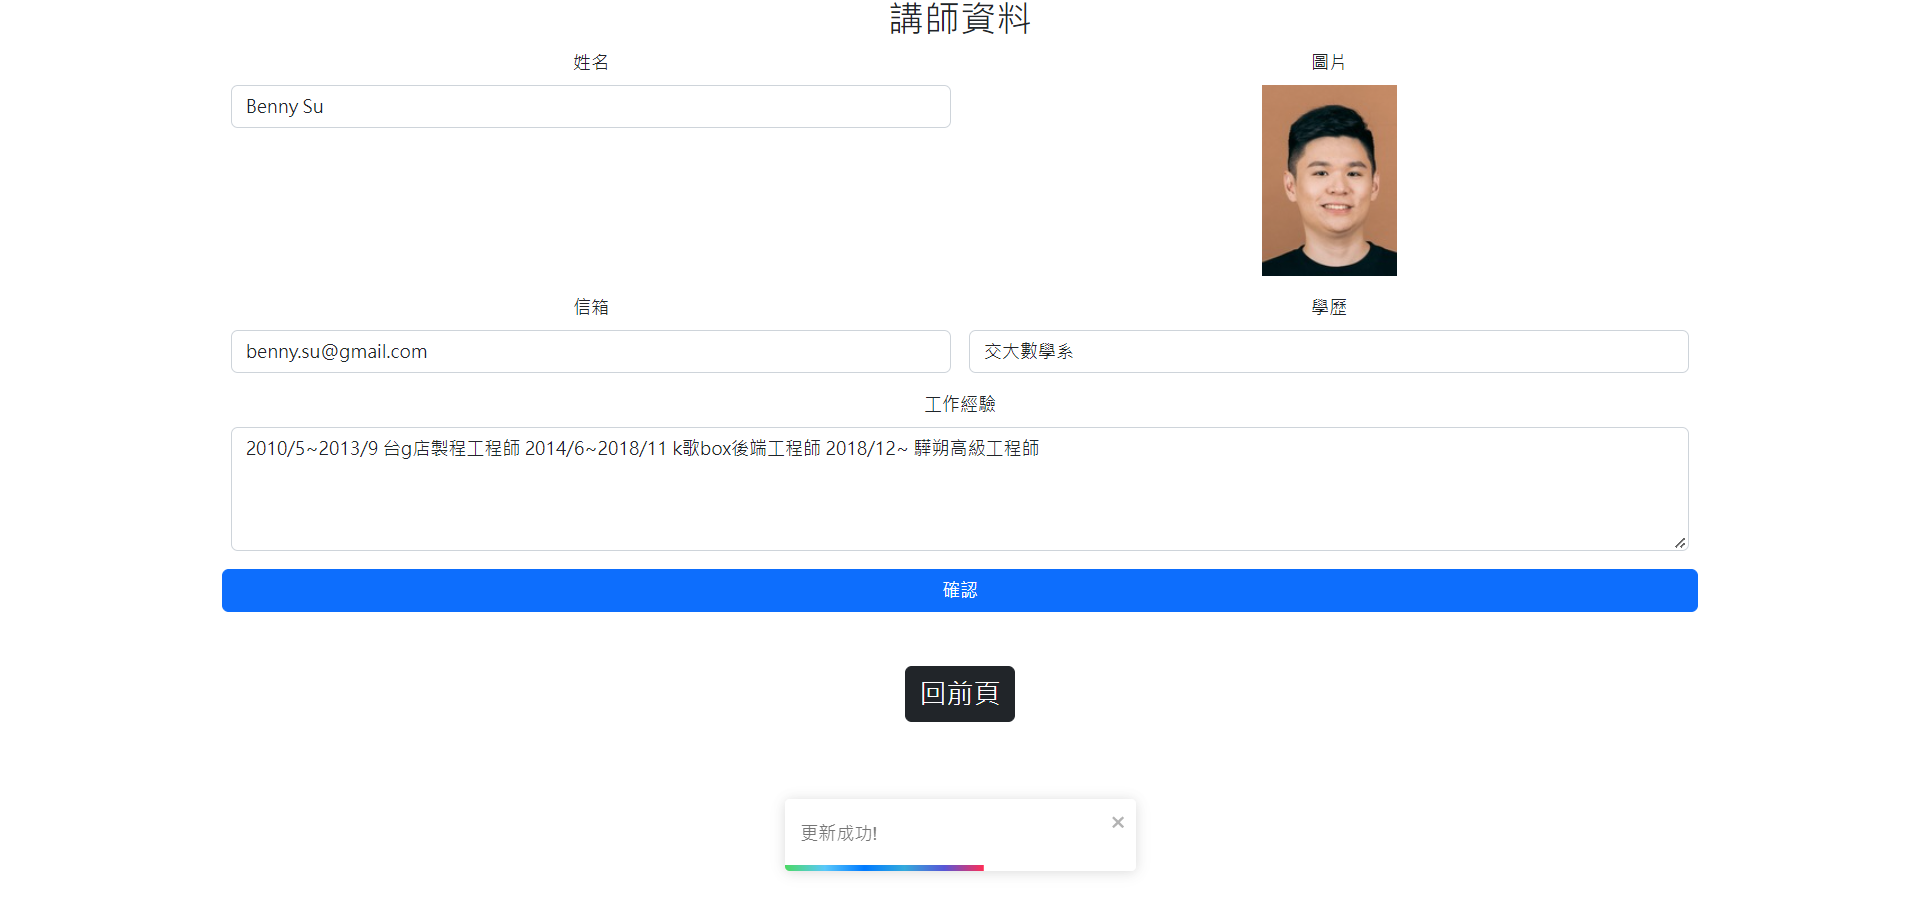 講師資料
姓名
圖片
Benny Su
信箱
學歷
benny.su@gmail.com
交大數學系
工作經驗
2010/5~2013/9 台g店製程工程師 2014/6~2018/11 k歌box後端工程師 2018/12~ 驊朔高級工程師
確認
回前頁
更新成功!